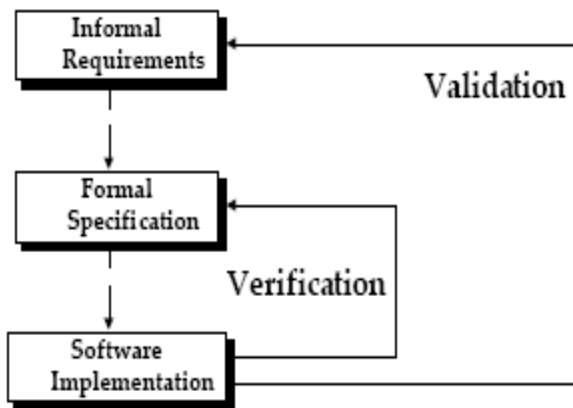 Informal
Requirements
Validation
Formal
Specification
Verification
Software
Implementation